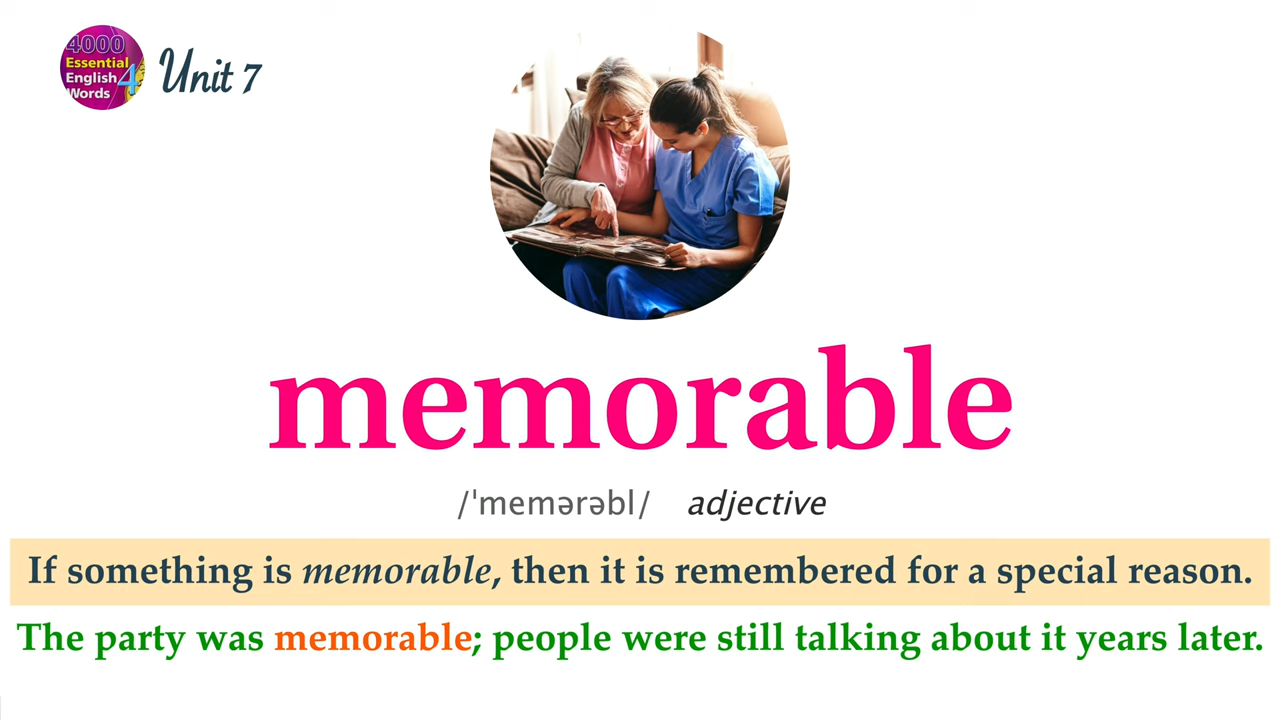 4000
Essential
English
Words
4
Unit 7
memorable
/ˈmemərəbl/ adjective
If something is memorable, then it is remembered for a special reason.
The party was memorable; people were still talking about it years later.